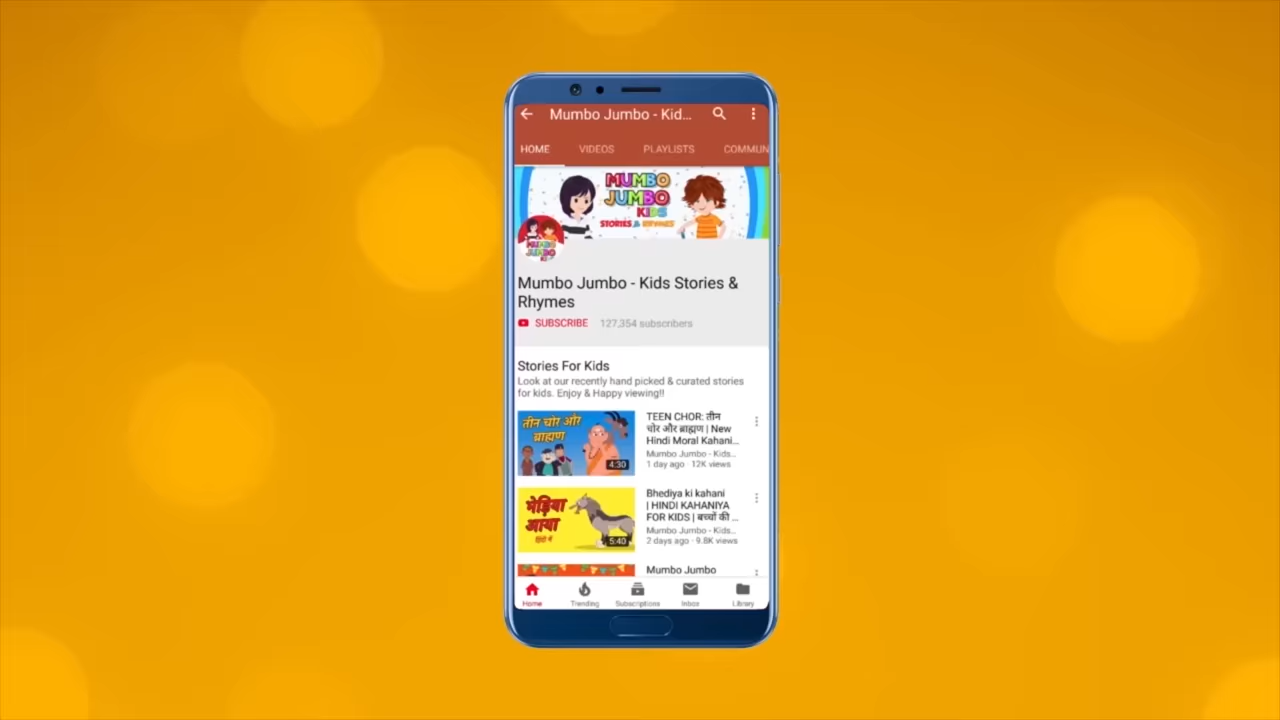 Mumbo Jumbo - Kid...
HOME VIDEOS PLAYLISTS COMMUN
MUMBO
JUMBO
KIDS
STORIES & RHYMES
MUMBO
JUMBO
Mumbo Jumbo - Kids Stories &
Rhymes
SUBSCRIBE 127,354 subscribers
Stories For Kids
Look at our recently hand picked & curated stories
for kids. Enjoy & Happy viewing!!
तीन चोर और
ब्राह्मण
4:30
TEEN CHOR: तीन
चोर और ब्राह्मण | New
Hindi Moral Kahani...
Mumbo Jumbo - Kids...
1 day ago · 12K views
भेड़िया
आया
हिंदी में
5:40
Bhediya ki kahani
| HINDI KAHANIYA
FOR KIDS | बच्चों की ...
Mumbo Jumbo - Kids...
2 days ago · 9.8K views
Mumbo Jumbo
Home Trending Subscriptions Inbox Library